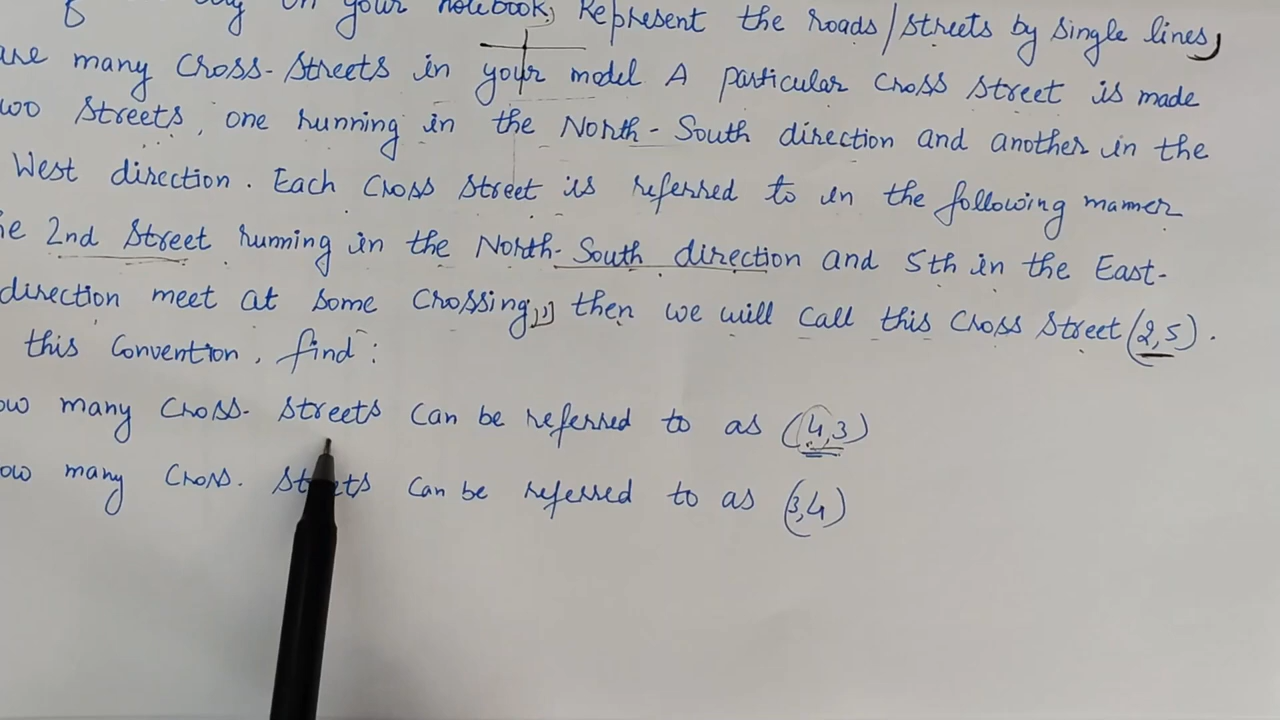 on your notebook, Represent the roads/streets by single lines,
are many Cross-Streets in your model A particular Cross Street is made
Streets, one running in the North-South direction and another in the
West direction. Each Cross Street is referred to in the following manner
2nd Street running in the North-South direction and 5th in the East-
direction meet at some Crossing, then we will Call this Cross Street (2,5).
this Convention, find:
many Cross- Streets Can be referred to as (4,3)
many Cross. Can be referred to as (3,4)